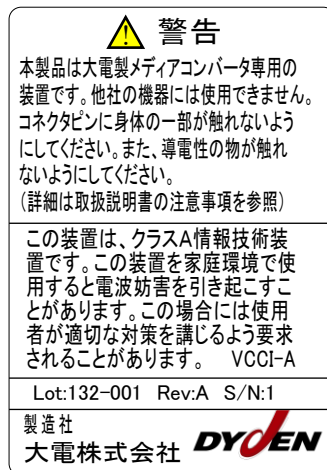 警告
本製品は大電製メディアコンバータ専用の
装置です。他社の機器には使用できません。
コネクタピンに身体の一部が触れないよう
にしてください。また、導電性の物が触れ
ないようにしてください。
（詳細は取扱説明書の注意事項を参照）
この装置は、クラスA情報技術装
置です。この装置を家庭環境で使
用すると電波妨害を引き起こすこ
とがあります。この場合には使用
者が適切な対策を講じるよう要求
されることがあります。 VCCI-A
Lot:132-001 Rev:A S/N:1
製造社
大電株式会社 DYDEN